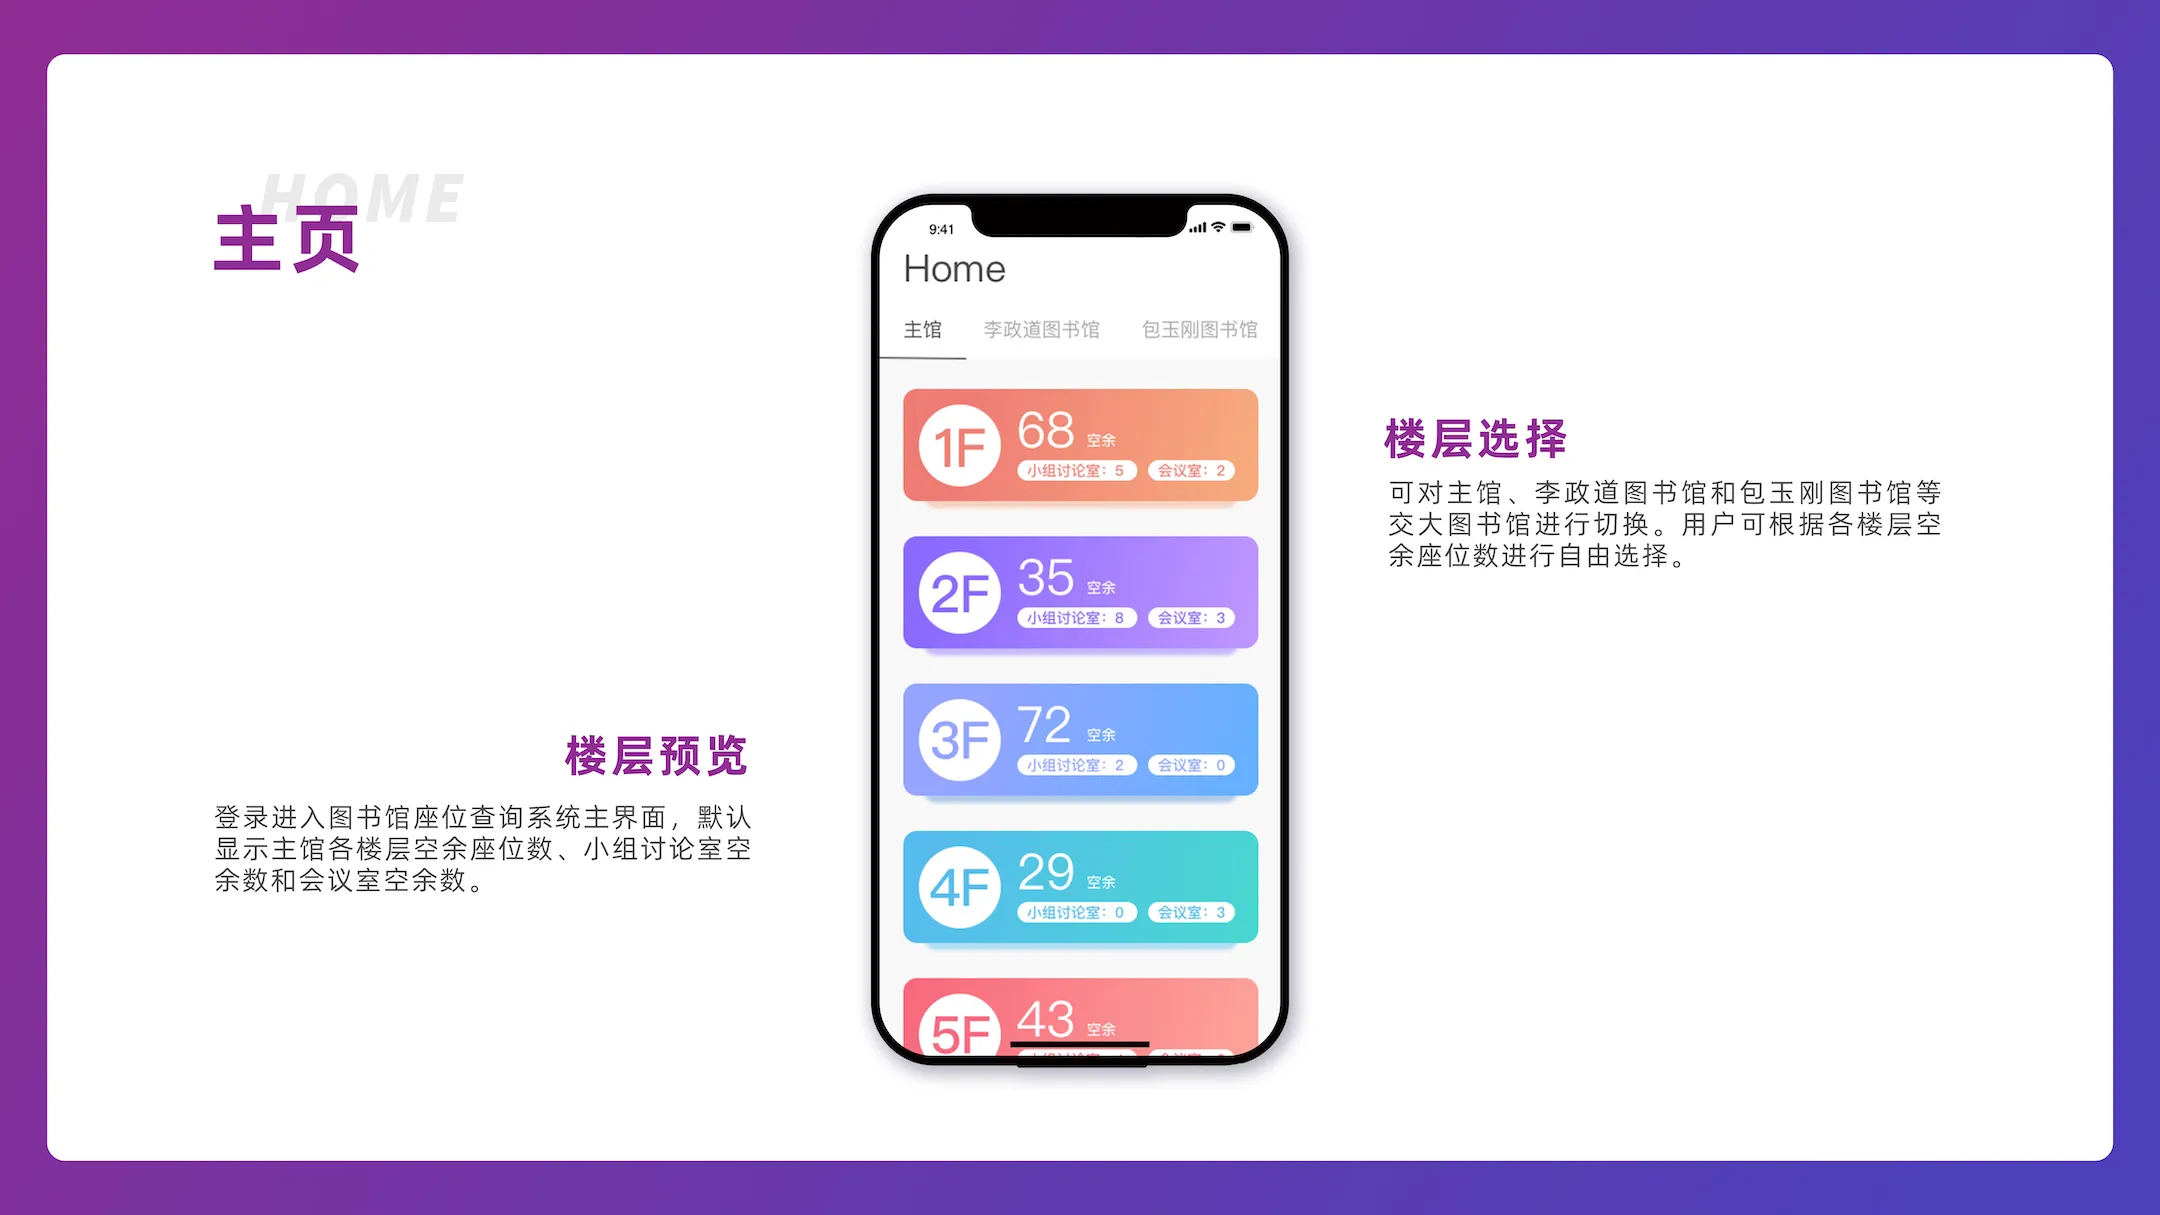 HOME
主页
9:41
Home
主馆 李政道图书馆 包玉刚图书馆
1F
68 空余
小组讨论室：5 会议室：2
2F
35 空余
小组讨论室：8 会议室：3
3F
72 空余
小组讨论室：2 会议室：0
4F
29 空余
小组讨论室：0 会议室：3
5F
43 空余
楼层选择
可对主馆、李政道图书馆和包玉刚图书馆等
交大图书馆进行切换。用户可根据各楼层空
余座位数进行自由选择。
楼层预览
登录进入图书馆座位查询系统主界面，默认
显示主馆各楼层空余座位数、小组讨论室空
余数和会议室空余数。